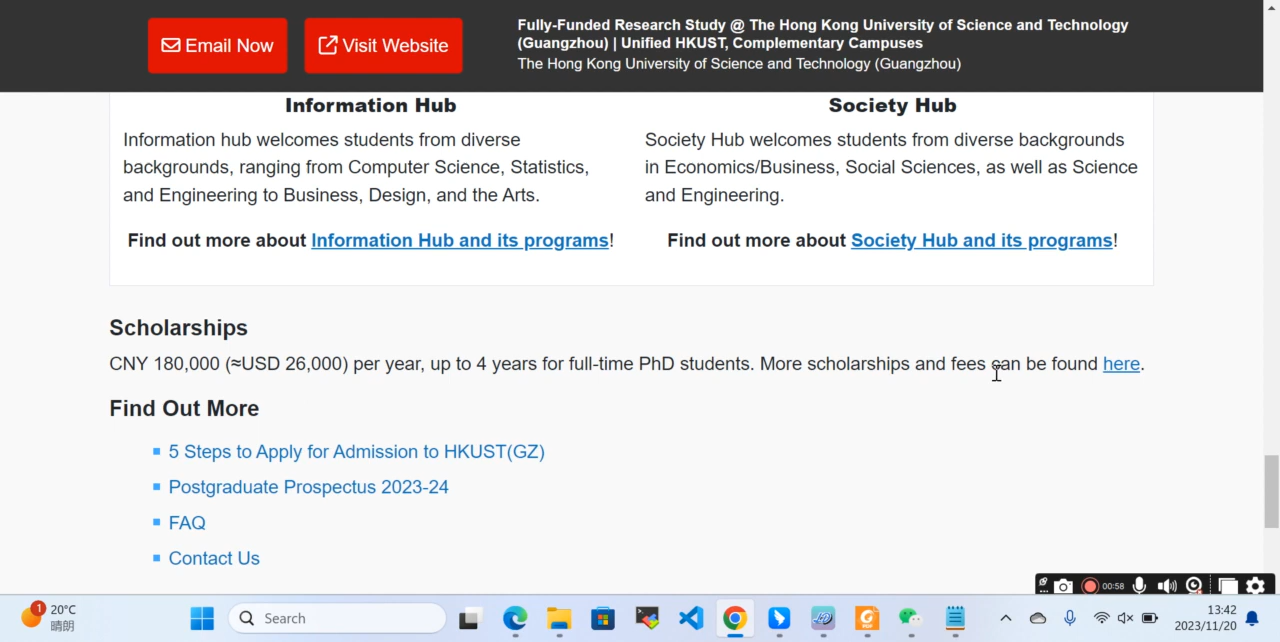 Email Now
Visit Website
Fully-Funded Research Study @ The Hong Kong University of Science and Technology
(Guangzhou) | Unified HKUST, Complementary Campuses
The Hong Kong University of Science and Technology (Guangzhou)
Information Hub
Information hub welcomes students from diverse
backgrounds, ranging from Computer Science, Statistics,
and Engineering to Business, Design, and the Arts.
Find out more about Information Hub and its programs!
Society Hub
Society Hub welcomes students from diverse backgrounds
in Economics/Business, Social Sciences, as well as Science
and Engineering.
Find out more about Society Hub and its programs!
Scholarships
CNY 180,000 (≈USD 26,000) per year, up to 4 years for full-time PhD students. More scholarships and fees can be found here.
Find Out More
5 Steps to Apply for Admission to HKUST(GZ)
Postgraduate Prospectus 2023-24
FAQ
Contact Us
00:58
1
20°C
晴朗
Search
13:42
2023/11/20